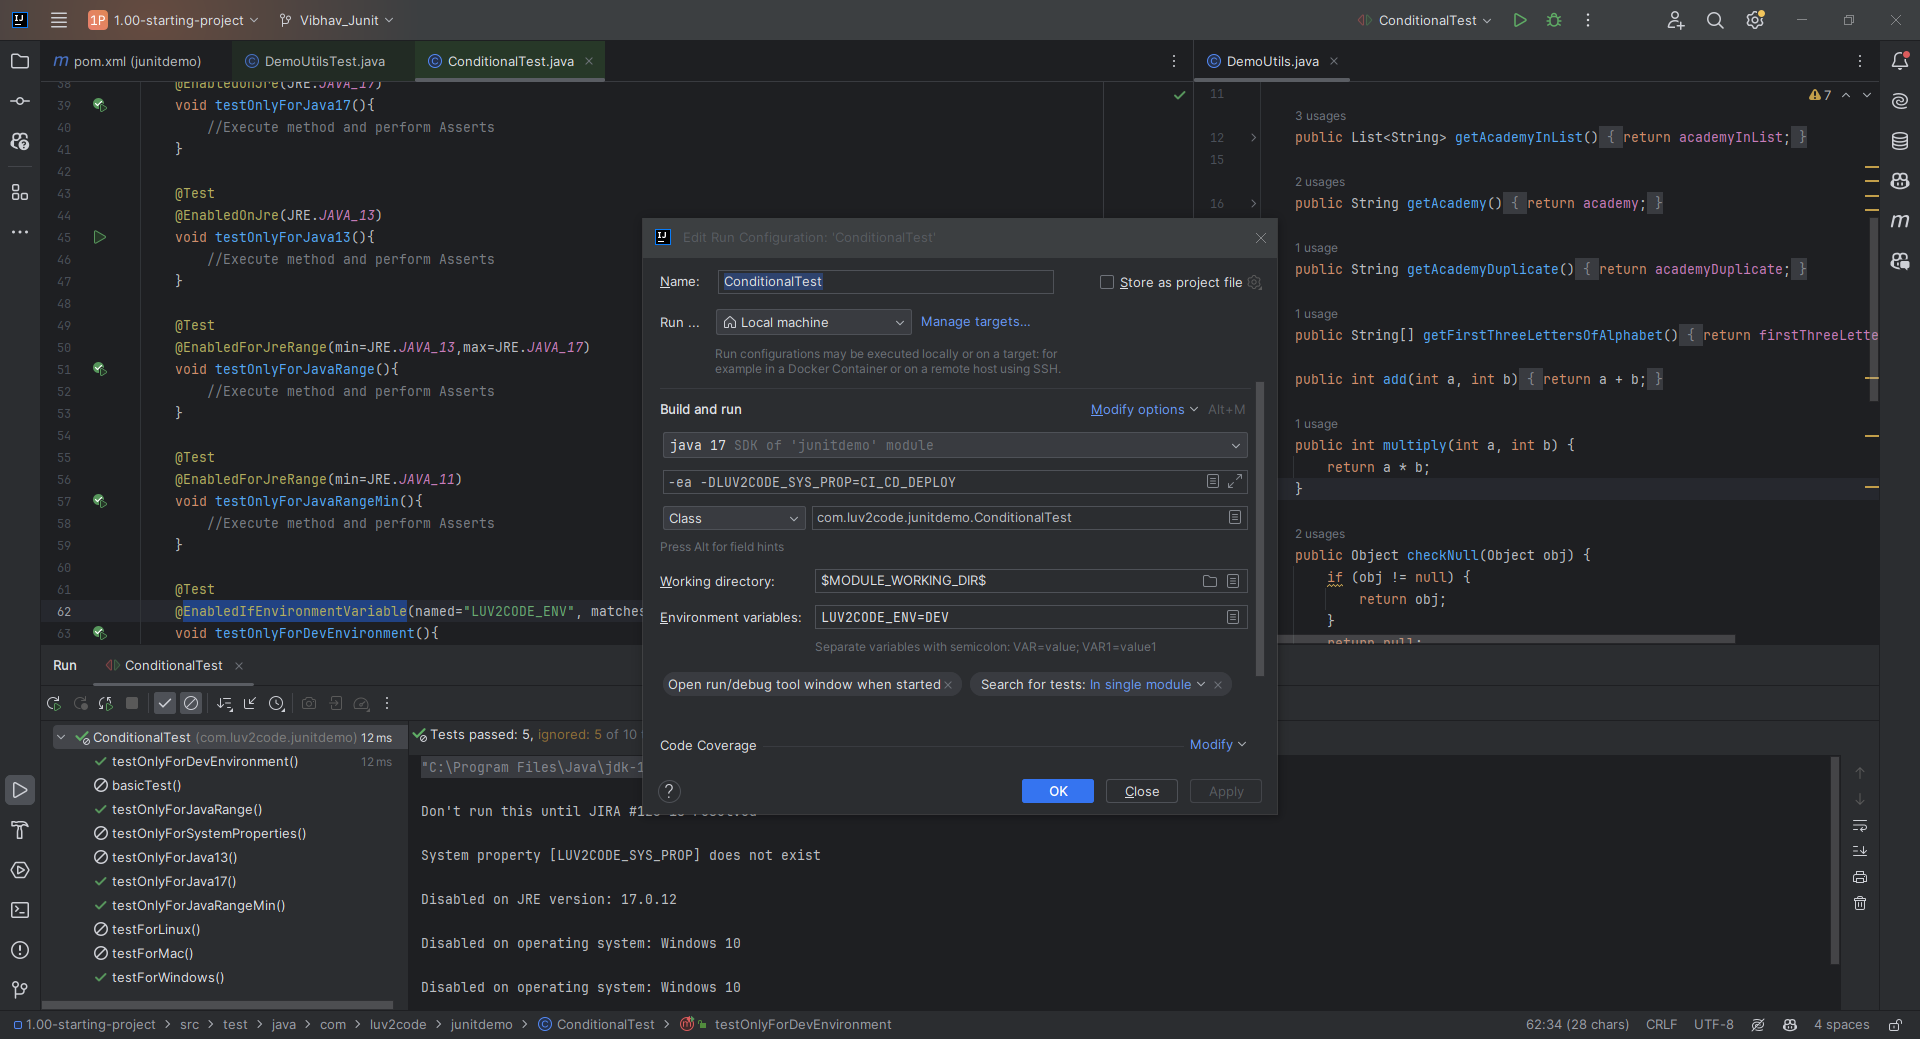 1P 1.00-starting-project Vibhav_Junit ConditionalTest
m pom.xml (junitdemo) DemoUtilsTest.java ConditionalTest.java DemoUtils.java
38 @EnabledOnJre(JRE.JAVA_17)
39 void testOnlyForJava17(){
40 //Execute method and perform Asserts
41 }
42
43 @Test
44 @EnabledOnJre(JRE.JAVA_13)
45 void testOnlyForJava13(){
46 //Execute method and perform Asserts
47 }
48
49 @Test
50 @EnabledForJreRange(min=JRE.JAVA_13,max=JRE.JAVA_17)
51 void testOnlyForJavaRange(){
52 //Execute method and perform Asserts
53 }
54
55 @Test
56 @EnabledForJreRange(min=JRE.JAVA_11)
57 void testOnlyForJavaRangeMin(){
58 //Execute method and perform Asserts
59 }
60
61 @Test
62 @EnabledIfEnvironmentVariable(named="LUV2CODE_ENV", matches
63 void testOnlyForDevEnvironment(){
7
11
3 usages
12 public List<String> getAcademyInList() { return academyInList; }
15
2 usages
16 public String getAcademy() { return academy; }
1 usage
public String getAcademyDuplicate() { return academyDuplicate; }
1 usage
public String[] getFirstThreeLettersOfAlphabet() { return firstThreeLette
public int add(int a, int b) { return a + b; }
1 usage
public int multiply(int a, int b) {
return a * b;
}
2 usages
public Object checkNull(Object obj) {
if (obj != null) {
return obj;
}
return null;
Edit Run Configuration: 'ConditionalTest'
Name: ConditionalTest Store as project file
Run ... Local machine Manage targets...
Run configurations may be executed locally or on a target: for
example in a Docker Container or on a remote host using SSH.
Build and run Modify options Alt+M
java 17 SDK of 'junitdemo' module
-ea -DLUV2CODE_SYS_PROP=CI_CD_DEPLOY
Class com.luv2code.junitdemo.ConditionalTest
Press Alt for field hints
Working directory: $MODULE_WORKING_DIR$
Environment variables: LUV2CODE_ENV=DEV
Separate variables with semicolon: VAR=value; VAR1=value1
Open run/debug tool window when started Search for tests: In single module
Code Coverage Modify
? OK Close Apply
Run ConditionalTest
ConditionalTest (com.luv2code.junitdemo) 12 ms
testOnlyForDevEnvironment() 12 ms
basicTest()
testOnlyForJavaRange()
testOnlyForSystemProperties()
testOnlyForJava13()
testOnlyForJava17()
testOnlyForJavaRangeMin()
testForLinux()
testForMac()
testForWindows()
Tests passed: 5, ignored: 5 of 10
"C:\Program Files\Java\jdk-1
Don't run this until JIRA
System property [LUV2CODE_SYS_PROP] does not exist
Disabled on JRE version: 17.0.12
Disabled on operating system: Windows 10
Disabled on operating system: Windows 10
1.00-starting-project > src > test > java > com > luv2code > junitdemo > ConditionalTest > testOnlyForDevEnvironment 62:34 (28 chars) CRLF UTF-8 4 spaces